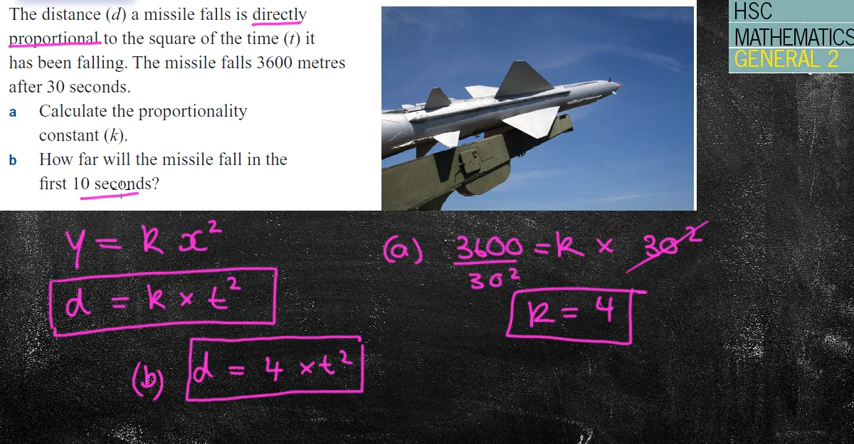 The distance (d) a missile falls is directly
proportional to the square of the time (t) it
has been falling. The missile falls 3600 metres
after 30 seconds.
a Calculate the proportionality
constant (k).
b How far will the missile fall in the
first 10 seconds?
HSC
MATHEMATICS
GENERAL 2
y = k x²
d = k × t²
(b) d = 4 × t²
(a) 3600 = k × 30²
30²
k = 4